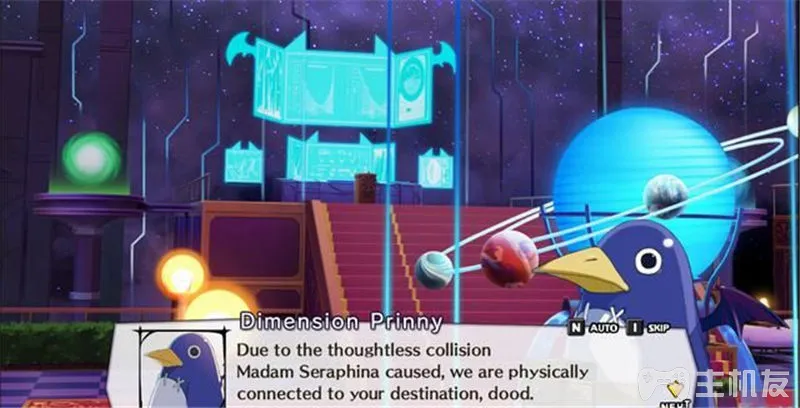 Dimension Prinny
N AUTO I SKIP
Due to the thoughtless collision
Madam Seraphina caused, we are physically
connected to your destination, dood.
NEXT
主机友